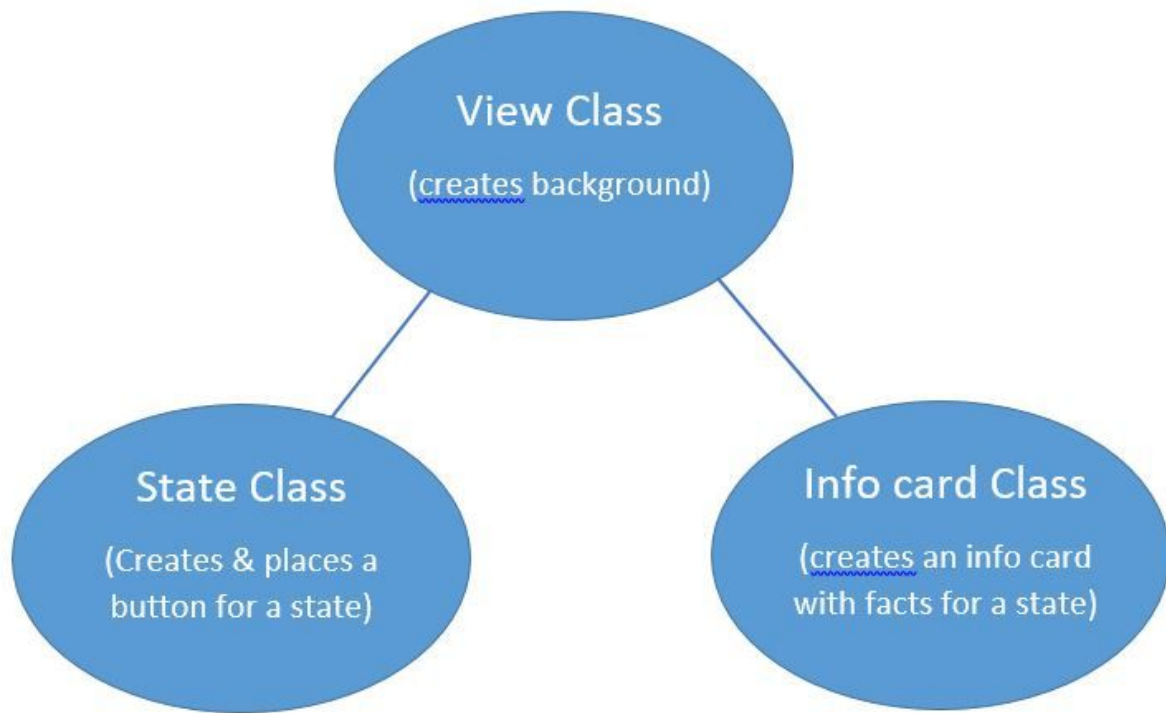 View Class
(creates background)
State Class
(Creates & places a
button for a state)
Info card Class
(creates an info card
with facts for a state)